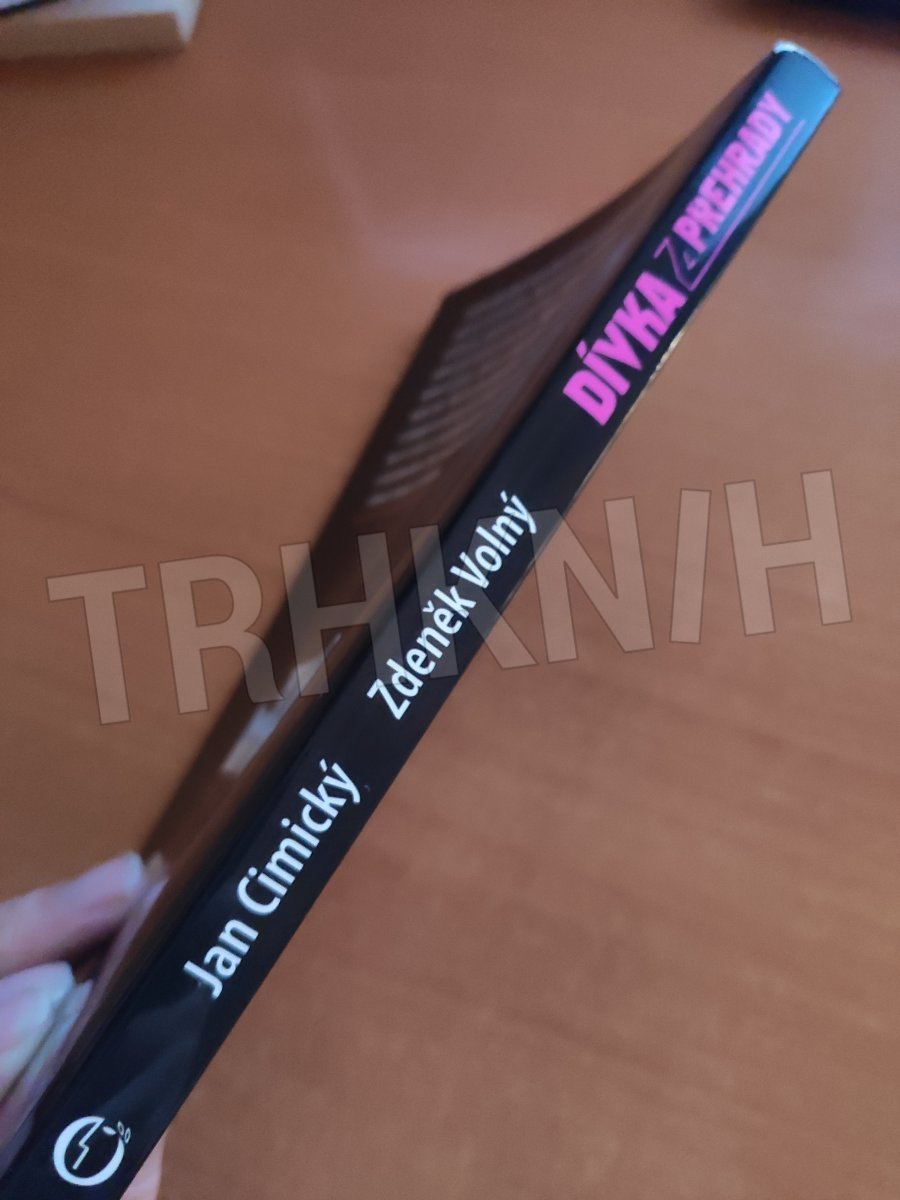 Jan Cimický
Zdeněk Volný
DÍVKA Z PŘEHRADY
TRHKNIH